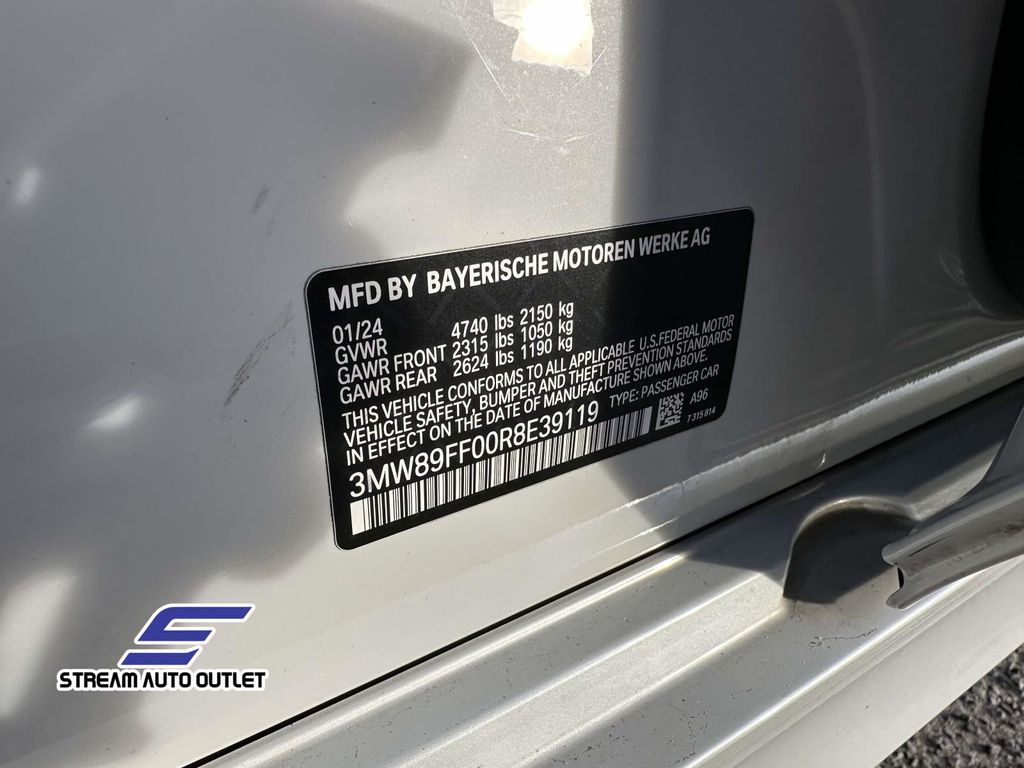 MFD BY BAYERISCHE MOTOREN WERKE AG
01/24
GVWR 4740 lbs 2150 kg
GAWR FRONT 2315 lbs 1050 kg
GAWR REAR 2624 lbs 1190 kg
THIS VEHICLE CONFORMS TO ALL APPLICABLE U.S.FEDERAL MOTOR
VEHICLE SAFETY, BUMPER AND THEFT PREVENTION STANDARDS
IN EFFECT ON THE DATE OF MANUFACTURE SHOWN ABOVE.
3MW89FF00R8E39119
TYPE: PASSENGER CAR
A96
7 315 814
STREAM AUTO OUTLET